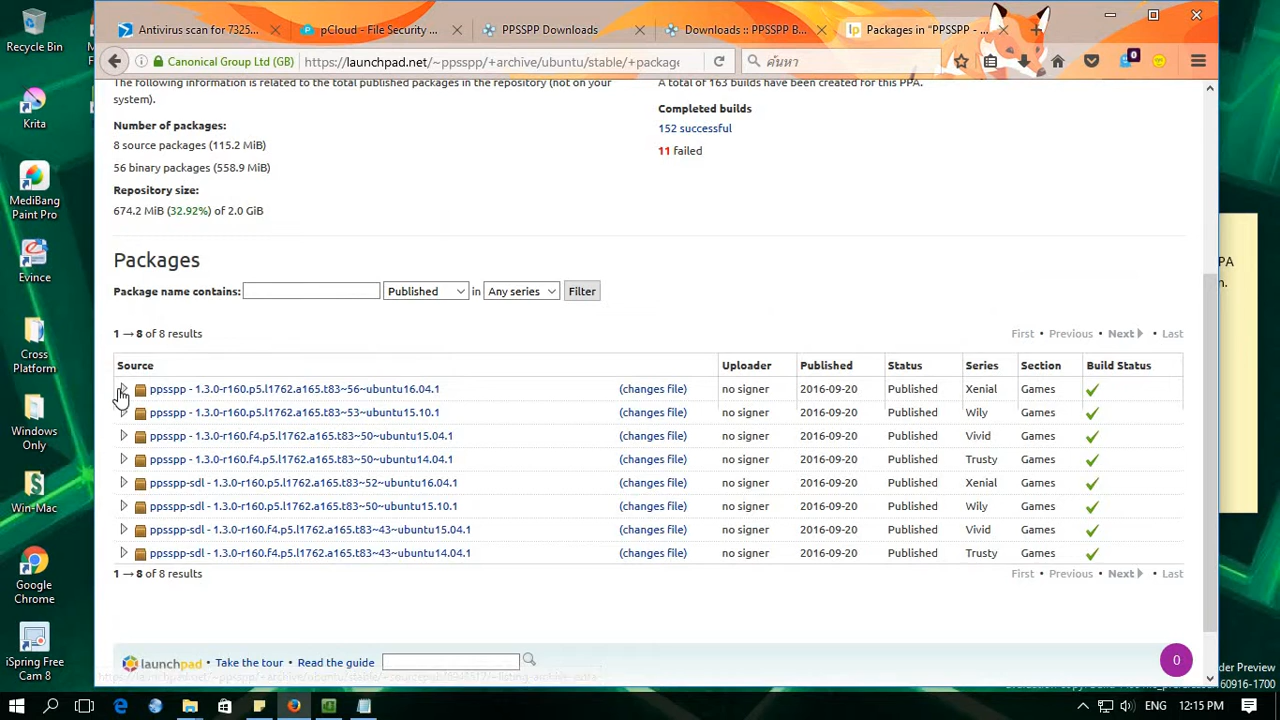 Recycle Bin
Krita
MediBang
Paint Pro
Evince
Cross
Platform
Windows
Only
Win-Mac
Google
Chrome
iSpring Free
Cam 8
Antivirus scan for 7325
pCloud - File Security
PPSSPP Downloads
Downloads :: PPSSPP B...
Packages in "PPSSPP - ...
Canonical Group Ltd (GB)
https://launchpad.net/~ppsspp/+archive/ubuntu/stable/+package
ค้นหา
0
The following information is related to the total published packages in the repository (not on your
system).
Number of packages:
8 source packages (115.2 MiB)
56 binary packages (558.9 MiB)
Repository size:
674.2 MiB (32.92%) of 2.0 GiB
A total of 163 builds have been created for this PPA.
Completed builds
152 successful
11 failed
Packages
Package name contains: Published in Any series Filter
1 → 8 of 8 results First • Previous • Next • Last
Source Uploader Published Status Series Section Build Status
ppsspp - 1.3.0-r160.p5.l1762.a165.t83~56~ubuntu16.04.1 (changes file) no signer 2016-09-20 Published Xenial Games
ppsspp - 1.3.0-r160.p5.l1762.a165.t83~53~ubuntu15.10.1 (changes file) no signer 2016-09-20 Published Wily Games
ppsspp - 1.3.0-r160.f4.p5.l1762.a165.t83~50~ubuntu15.04.1 (changes file) no signer 2016-09-20 Published Vivid Games
ppsspp - 1.3.0-r160.f4.p5.l1762.a165.t83~50~ubuntu14.04.1 (changes file) no signer 2016-09-20 Published Trusty Games
ppsspp-sdl - 1.3.0-r160.p5.l1762.a165.t83~52~ubuntu16.04.1 (changes file) no signer 2016-09-20 Published Xenial Games
ppsspp-sdl - 1.3.0-r160.p5.l1762.a165.t83~50~ubuntu15.10.1 (changes file) no signer 2016-09-20 Published Wily Games
ppsspp-sdl - 1.3.0-r160.f4.p5.l1762.a165.t83~43~ubuntu15.04.1 (changes file) no signer 2016-09-20 Published Vivid Games
ppsspp-sdl - 1.3.0-r160.f4.p5.l1762.a165.t83~43~ubuntu14.04.1 (changes file) no signer 2016-09-20 Published Trusty Games
1 → 8 of 8 results First • Previous • Next • Last
launchpad • Take the tour • Read the guide
0
PA
n.
der Preview
60916-1700
ENG 12:15 PM